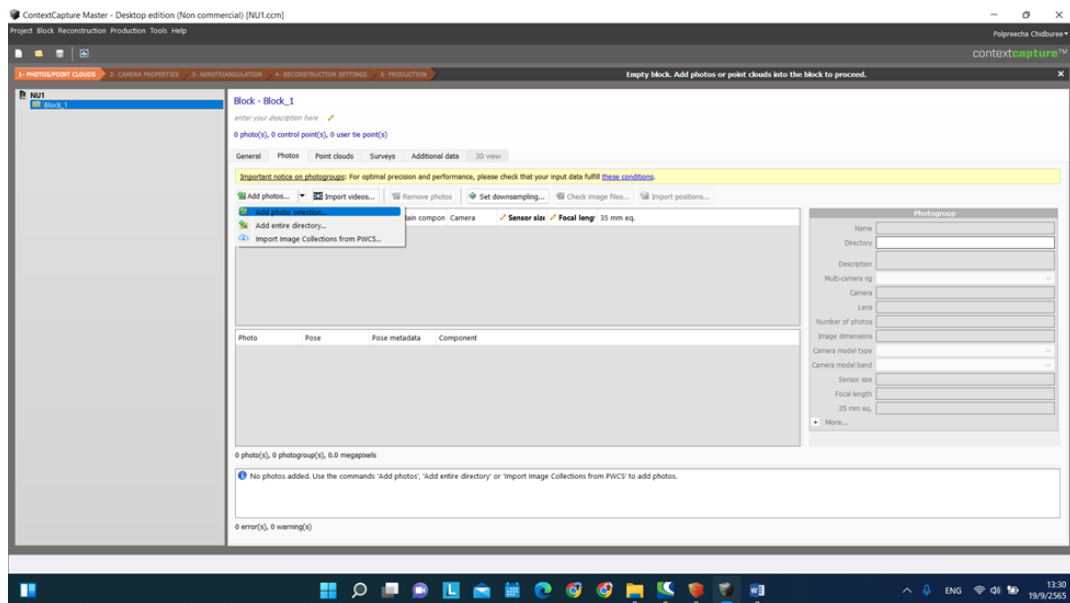 ContextCapture Master - Desktop edition (Non commercial) [NU1.ccm]
Project Block Reconstruction Production Tools Help
Polpreecha Chidburee
contextcapture™
1- PHOTOS/POINT CLOUDS 2- CAMERA PROPERTIES 3- AEROTRIANGULATION 4- RECONSTRUCTION SETTINGS 5- PRODUCTION Empty block. Add photos or point clouds into the block to proceed.
NU1
Block_1
Block - Block_1
enter your description here
0 photo(s), 0 control point(s), 0 user tie point(s)
General Photos Point clouds Surveys Additional data 3D view
Important notice on photogroups: For optimal precision and performance, please check that your input data fulfill these conditions.
Add photos... Import videos... Remove photos Set downsampling... Check image files... Import positions...
Add photo selection...
Add entire directory...
Import Image Collections from PWCS...
Main compon Camera Sensor size Focal lengt 35 mm eq.
Photo Pose Pose metadata Component
0 photo(s), 0 photogroup(s), 0.0 megapixels
No photos added. Use the commands 'Add photos', 'Add entire directory' or 'Import Image Collections from PWCS' to add photos.
0 error(s), 0 warning(s)
Photogroup
Name
Directory
Description
Multi-camera rig
Camera
Lens
Number of photos
Image dimensions
Camera model type
Camera model band
Sensor size
Focal length
35 mm eq.
+ More...
ENG
13:30
19/9/2565